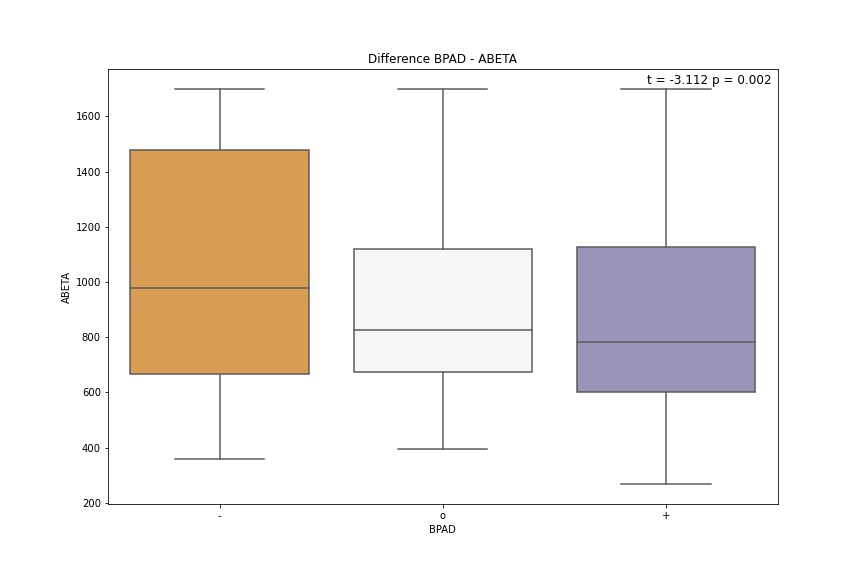 Difference BPAD - ABETA
t = -3.112 p = 0.002
ABETA
1600
1400
1200
1000
800
600
400
200
- o +
BPAD